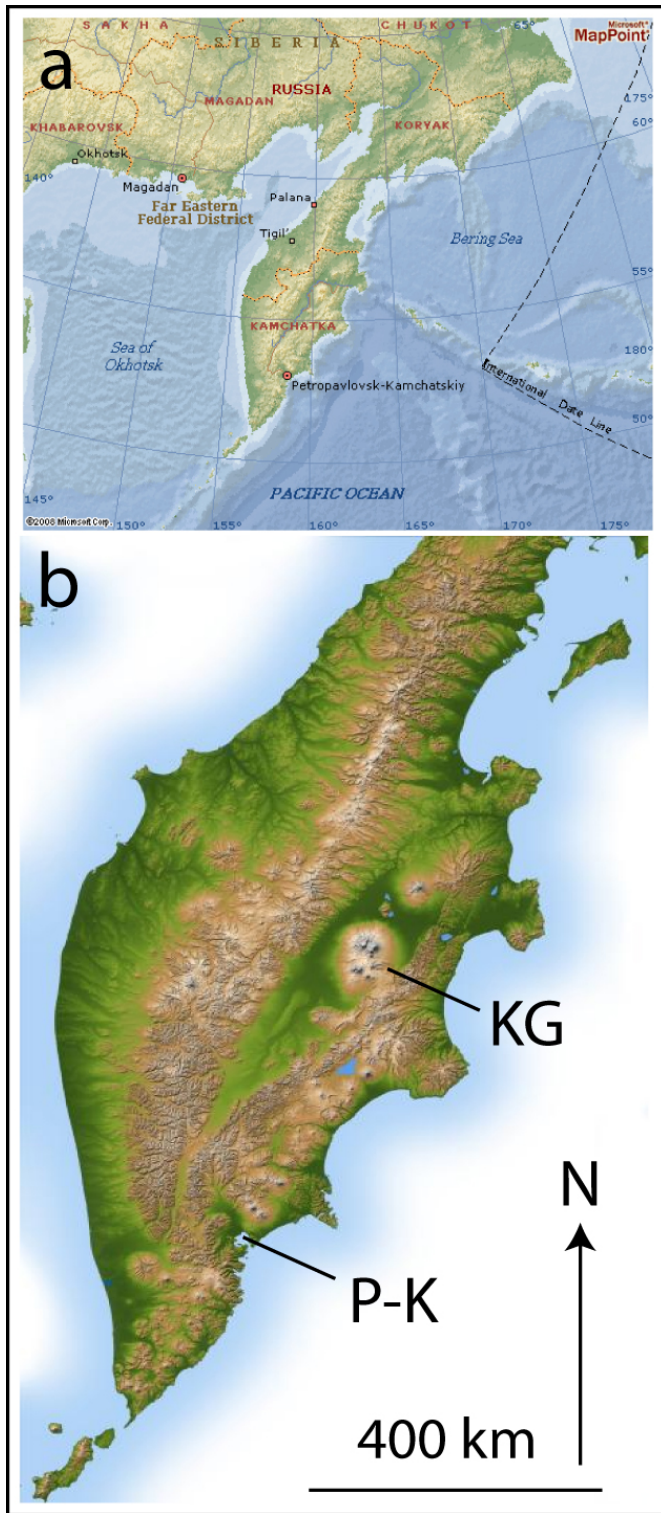 a
SAKHA
CHUKOT
65°
Microsoft®
MapPoint®
SIBERIA
RUSSIA
MAGADAN
175°
KHABAROVSK
KORYAK
60°
Okhotsk
140°
Magadan
Palana
Far Eastern
Federal District
Tigil'
Bering Sea
55°
KAMCHATKA
Sea of
Okhotsk
180°
Petropavlovsk-Kamchatskiy
International Date Line
50°
PACIFIC OCEAN
145°
150°
155°
160°
165°
170°
175°
©2008 Microsoft Corp.
b
KG
N
P-K
400 km